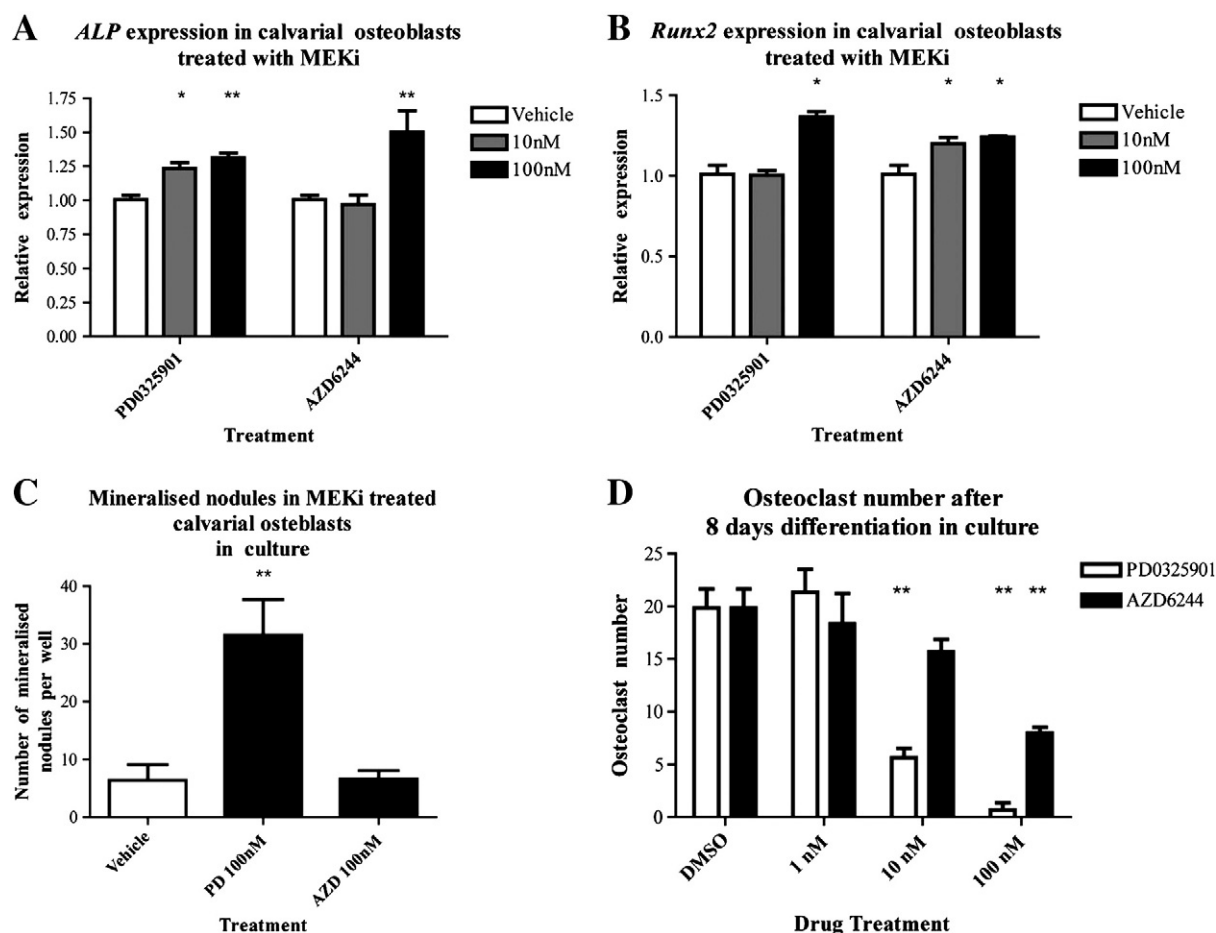 A
ALP expression in calvarial osteoblasts
treated with MEKi
* ** **
1.75
1.50
1.25
1.00
0.75
0.50
0.25
0.00
Relative expression
Vehicle
10nM
100nM
PD0325901
AZD6244
Treatment
B
Runx2 expression in calvarial osteoblasts
treated with MEKi
* * *
1.5
1.0
1.0
0.0
Relative expression
Vehicle
10nM
100nM
PD0325901
AZD6244
Treatment
C
Mineralised nodules in MEKi treated
calvarial osteblasts
in culture
**
40
30
20
10
0
Number of mineralised
nodules per well
Vehicle
PD 100nM
AZD 100nM
Treatment
D
Osteoclast number after
8 days differentiation in culture
** ** **
25
20
15
10
5
0
Osteoclast number
PD0325901
AZD6244
DMSO
1 nM
10 nM
100 nM
Drug Treatment